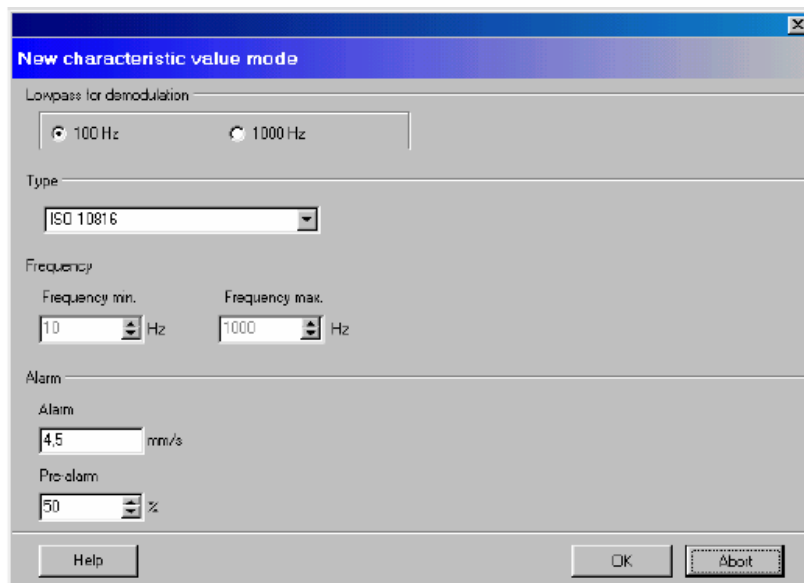 New characteristic value mode
Lowpass for demodulation
100 Hz 1000 Hz
Type
ISO 10816
Frequency
Frequency min. Frequency max.
10 Hz 1000 Hz
Alarm
Alarm
4,5 mm/s
Pre-alarm
50 %
Help OK Abort